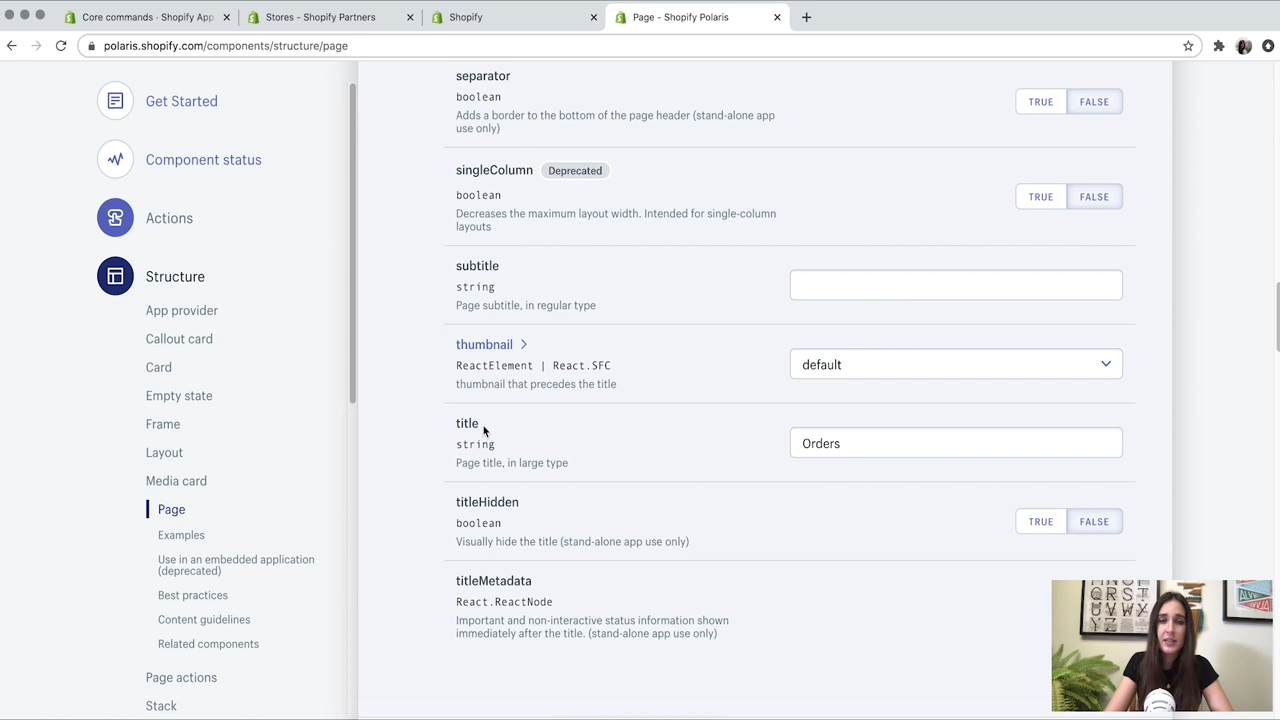 Core commands · Shopify App
Stores - Shopify Partners
Shopify
Page - Shopify Polaris
polaris.shopify.com/components/structure/page
Get Started
Component status
Actions
Structure
App provider
Callout card
Card
Empty state
Frame
Layout
Media card
Page
Examples
Use in an embedded application
(deprecated)
Best practices
Content guidelines
Related components
Page actions
Stack
separator
boolean
Adds a border to the bottom of the page header (stand-alone app
use only)
TRUE FALSE
singleColumn Deprecated
boolean
Decreases the maximum layout width. Intended for single-column
layouts
TRUE FALSE
subtitle
string
Page subtitle, in regular type
thumbnail
ReactElement | React.SFC
thumbnail that precedes the title
default
title
string
Page title, in large type
Orders
titleHidden
boolean
Visually hide the title (stand-alone app use only)
TRUE FALSE
titleMetadata
React.ReactNode
Important and non-interactive status information shown
immediately after the title. (stand-alone app use only)